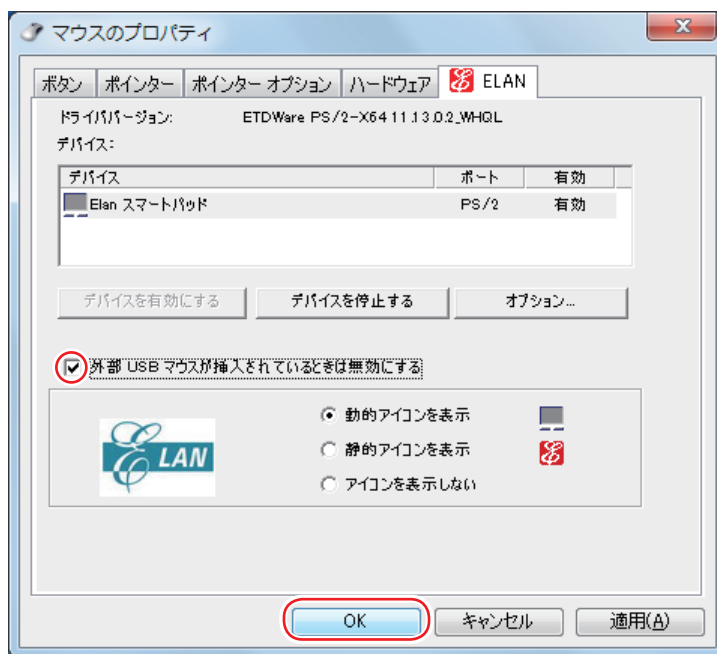 マウスのプロパティ
ボタン ポインター ポインター オプション ハードウェア ELAN
ドライババージョン: ETDWare PS/2-X64 11.13.0.2_WHQL
デバイス:
デバイス ポート 有効
Elan スマートパッド PS/2 有効
デバイスを有効にする デバイスを停止する オプション...
外部 USB マウスが挿入されているときは無効にする
動的アイコンを表示
静的アイコンを表示
ELAN
アイコンを表示しない
OK キャンセル 適用(A)